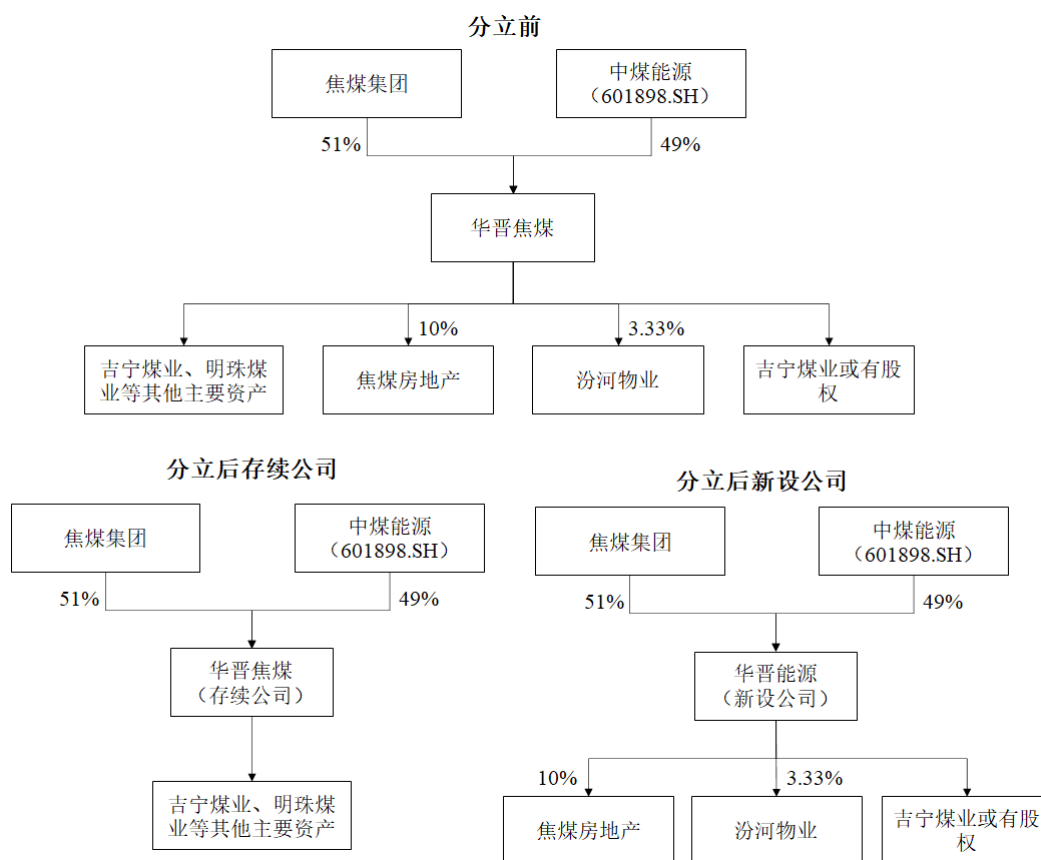 分立前
焦煤集团
中煤能源
（601898.SH）
51%
49%
华晋焦煤
10%
3.33%
吉宁煤业、明珠煤
业等其他主要资产
焦煤房地产
汾河物业
吉宁煤业或有股
权
分立后存续公司
焦煤集团
中煤能源
（601898.SH）
51%
49%
华晋焦煤
（存续公司）
吉宁煤业、明珠煤
业等其他主要资产
分立后新设公司
焦煤集团
中煤能源
（601898.SH）
51%
49%
华晋能源
（新设公司）
10%
3.33%
焦煤房地产
汾河物业
吉宁煤业或有股
权